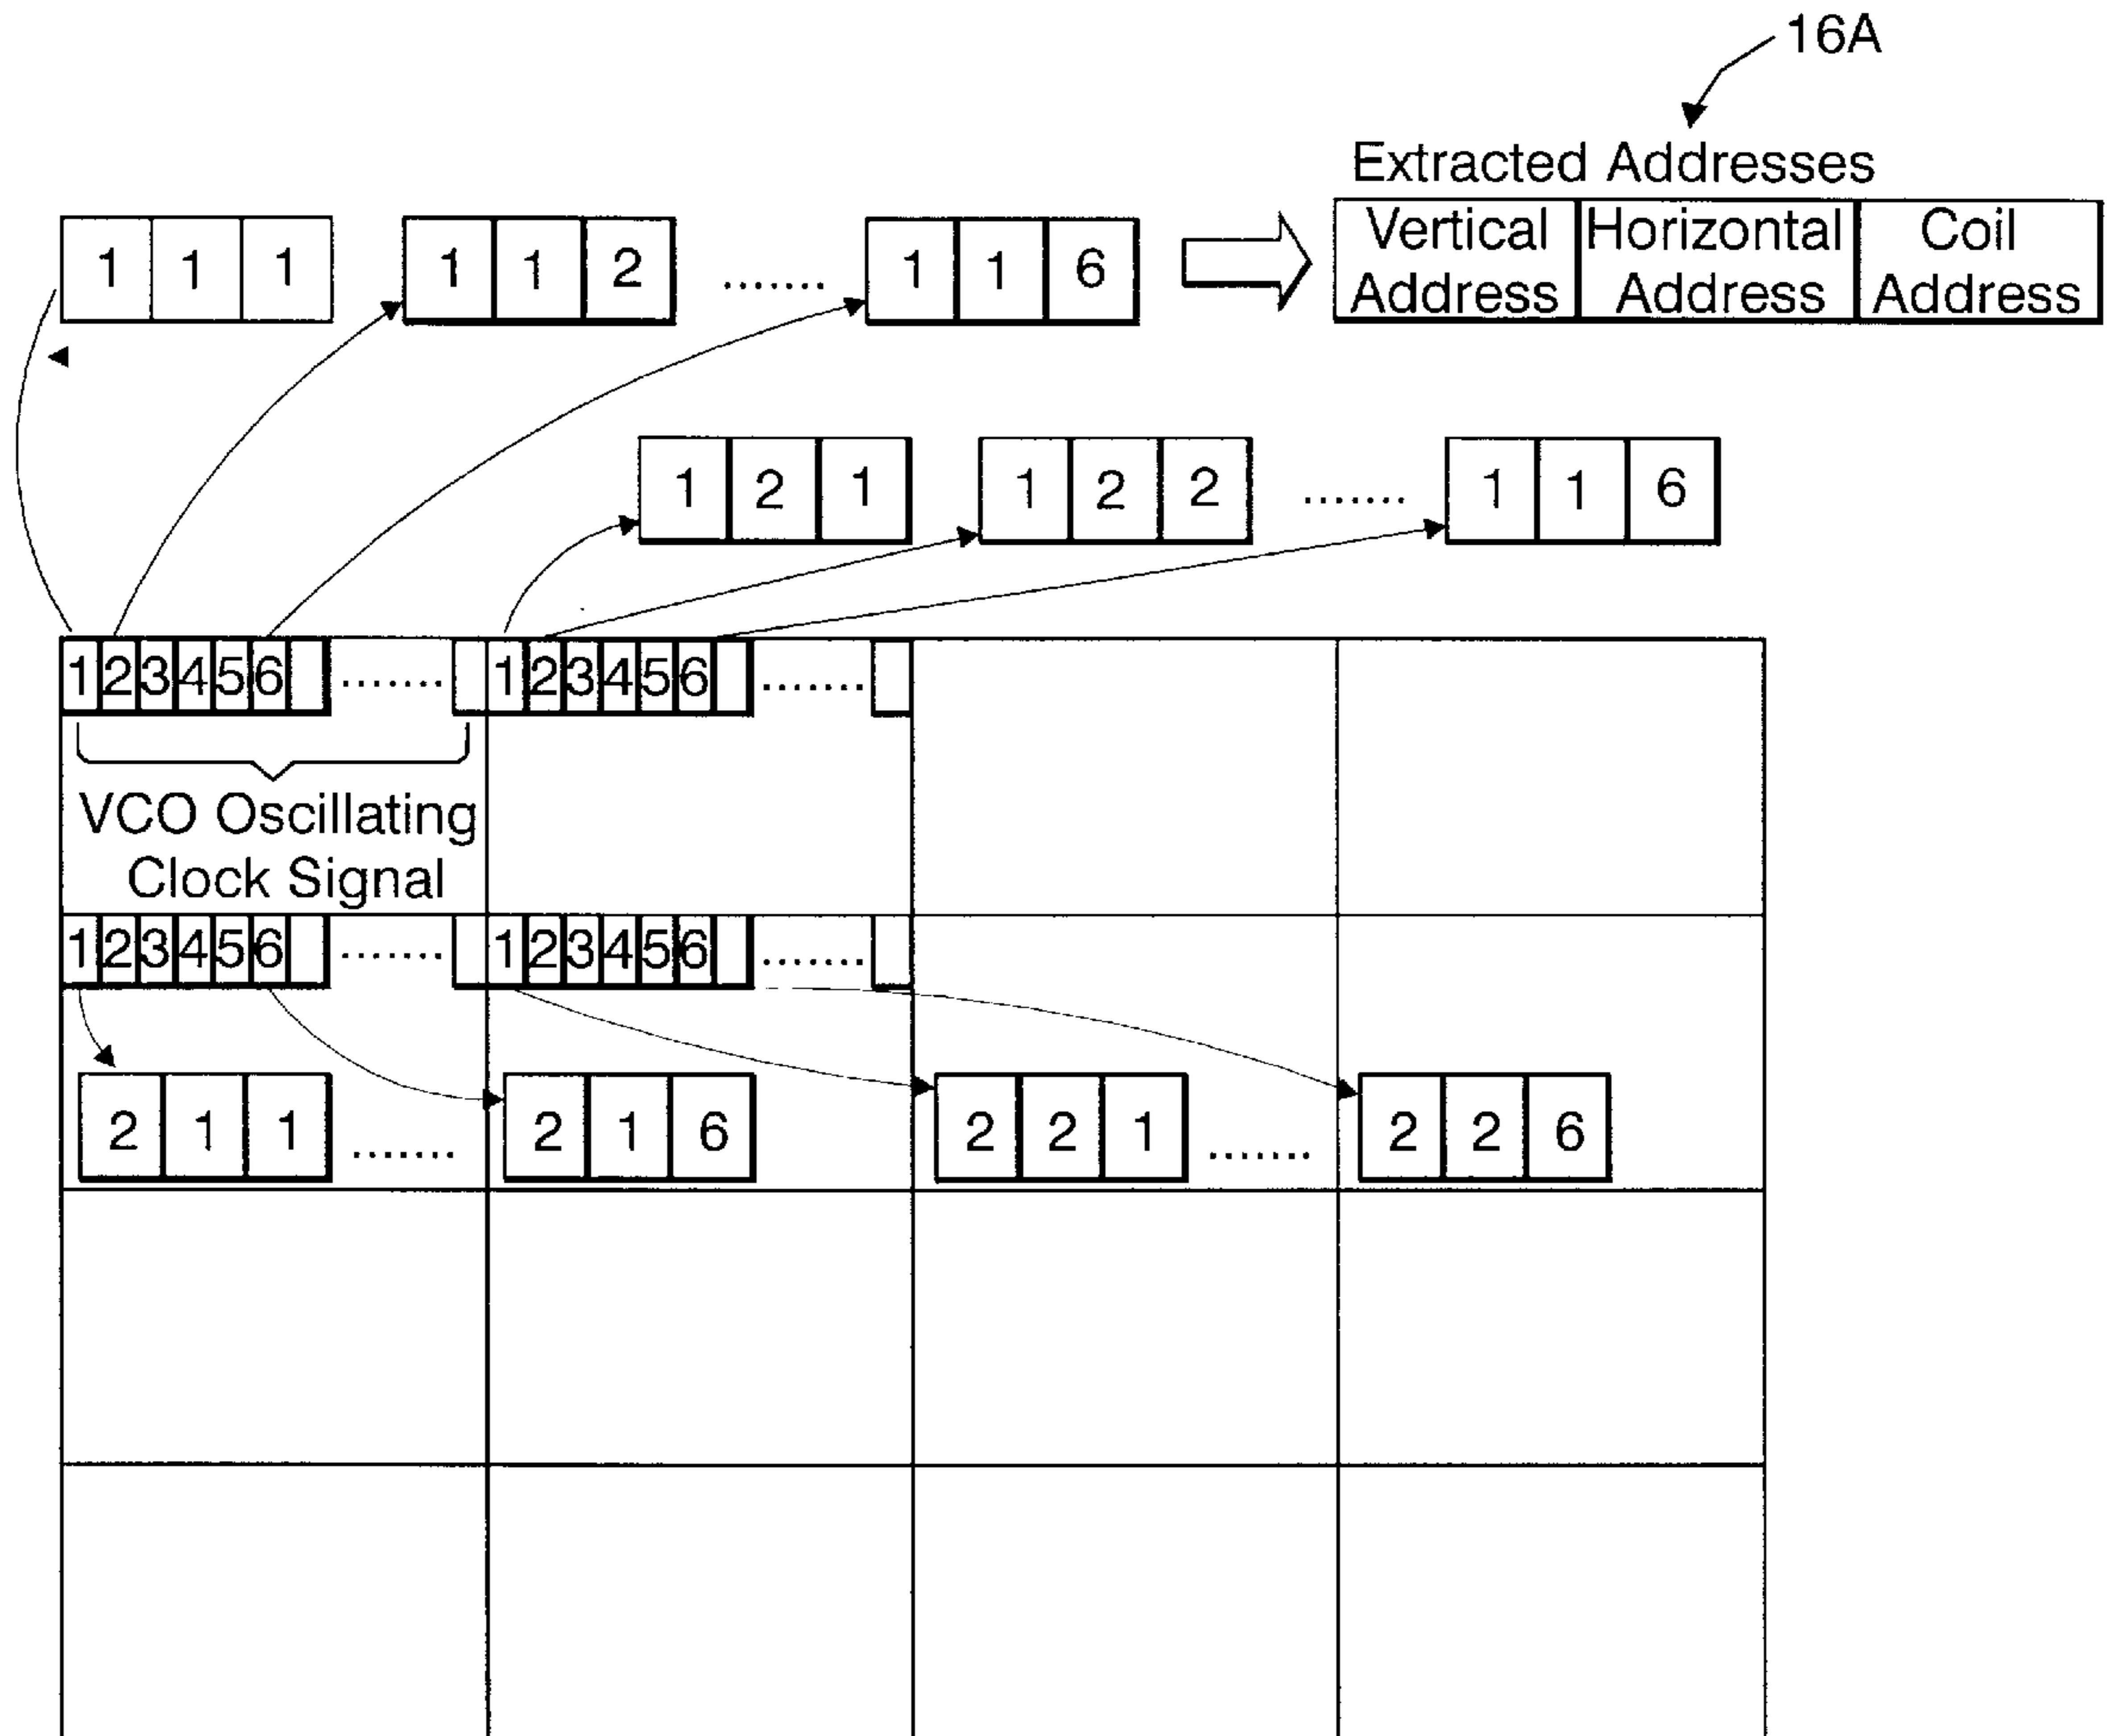 16A
Extracted Addresses
1 1 1 1 1 2 ....... 1 1 6 Vertical Address Horizontal Address Coil Address
1 2 1 1 2 2 ....... 1 1 6
1 2 3 4 5 6 ....... 1 2 3 4 5 6 .......
VCO Oscillating
Clock Signal
1 2 3 4 5 6 ....... 1 2 3 4 5 6 .......
2 1 1 ....... 2 1 6 2 2 1 ....... 2 2 6